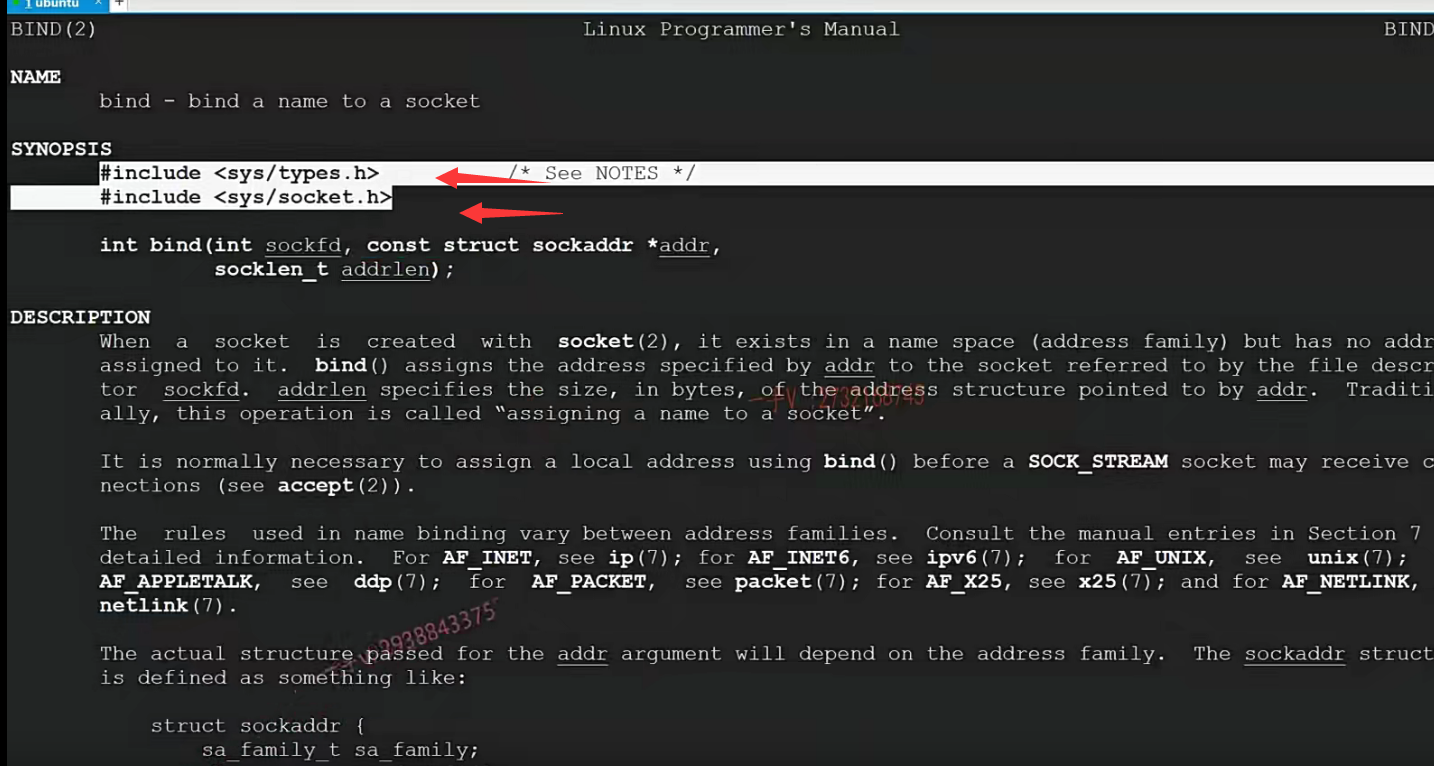 1 ubuntu × +
BIND(2) Linux Programmer's Manual BIND
NAME
bind - bind a name to a socket
SYNOPSIS
#include <sys/types.h> /* See NOTES */
#include <sys/socket.h>
int bind(int sockfd, const struct sockaddr *addr,
socklen_t addrlen);
DESCRIPTION
When a socket is created with socket(2), it exists in a name space (address family) but has no addr
assigned to it. bind() assigns the address specified by addr to the socket referred to by the file descr
tor sockfd. addrlen specifies the size, in bytes, of the address structure pointed to by addr. Traditi
ally, this operation is called “assigning a name to a socket”.
It is normally necessary to assign a local address using bind() before a SOCK_STREAM socket may receive c
nections (see accept(2)).
The rules used in name binding vary between address families. Consult the manual entries in Section 7
detailed information. For AF_INET, see ip(7); for AF_INET6, see ipv6(7); for AF_UNIX, see unix(7);
AF_APPLETALK, see ddp(7); for AF_PACKET, see packet(7); for AF_X25, see x25(7); and for AF_NETLINK,
netlink(7).
The actual structure passed for the addr argument will depend on the address family. The sockaddr struct
is defined as something like:
struct sockaddr {
sa_family_t sa_family;